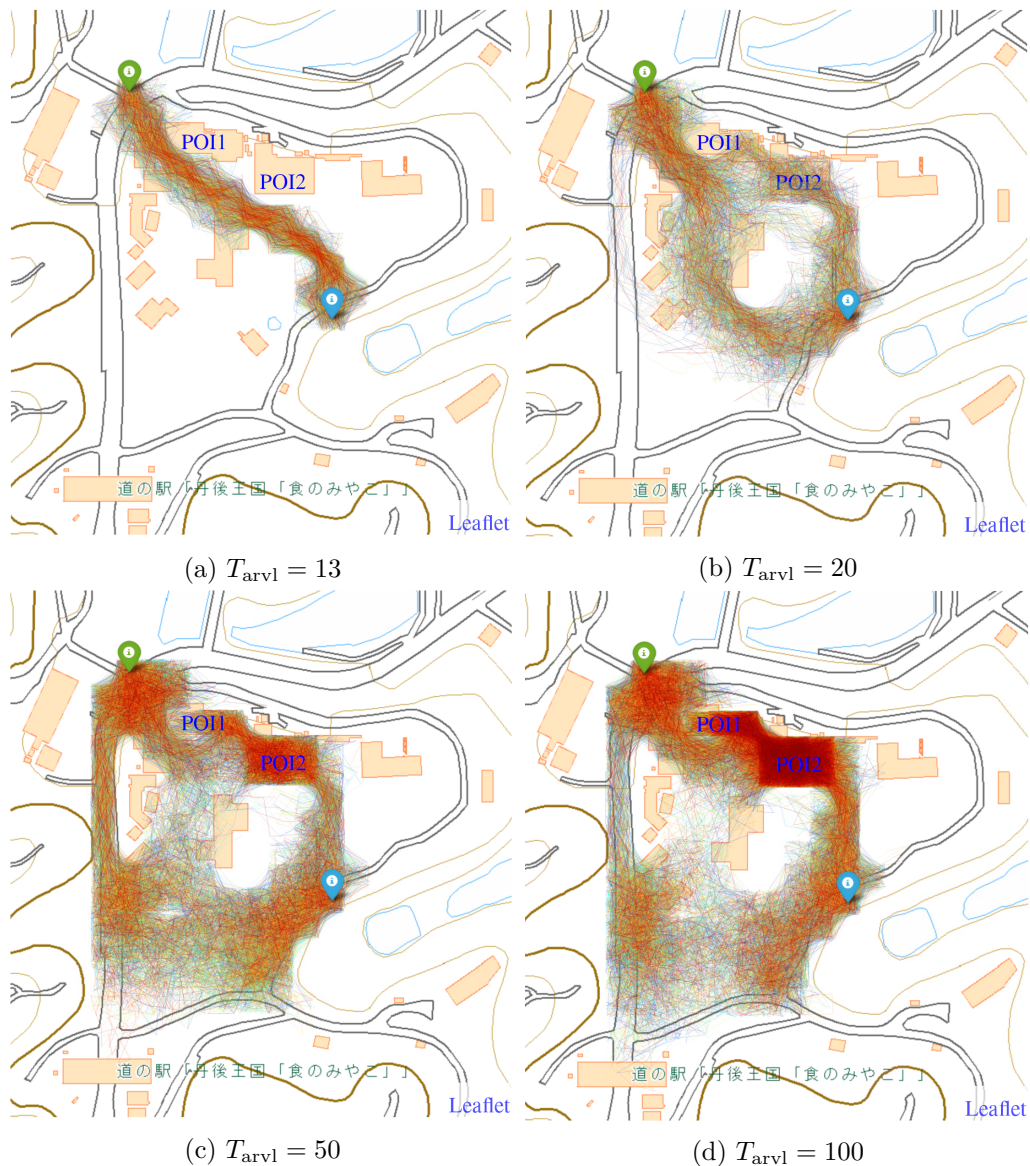 POI1
POI2
道の駅「丹後王国「食のみやこ」」
Leaflet
(a) T_arvl = 13
POI1
POI2
道の駅「丹後王国「食のみやこ」」
Leaflet
(b) T_arvl = 20
POI1
POI2
道の駅「丹後王国「食のみやこ」」
Leaflet
(c) T_arvl = 50
POI1
POI2
道の駅「丹後王国「食のみやこ」」
Leaflet
(d) T_arvl = 100